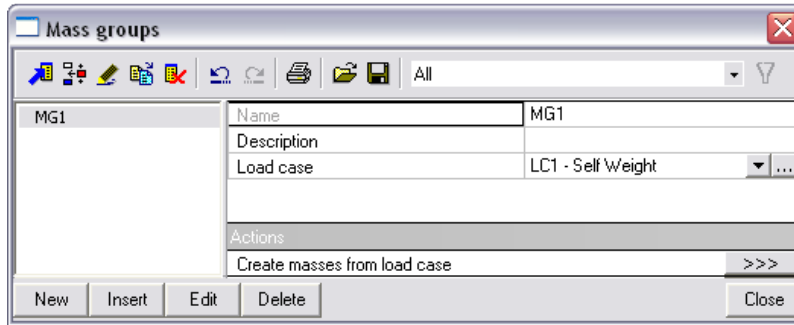 Mass groups
All
MG1
Name MG1
Description
Load case LC1 - Self Weight ...
Actions
Create masses from load case >>>
New Insert Edit Delete Close